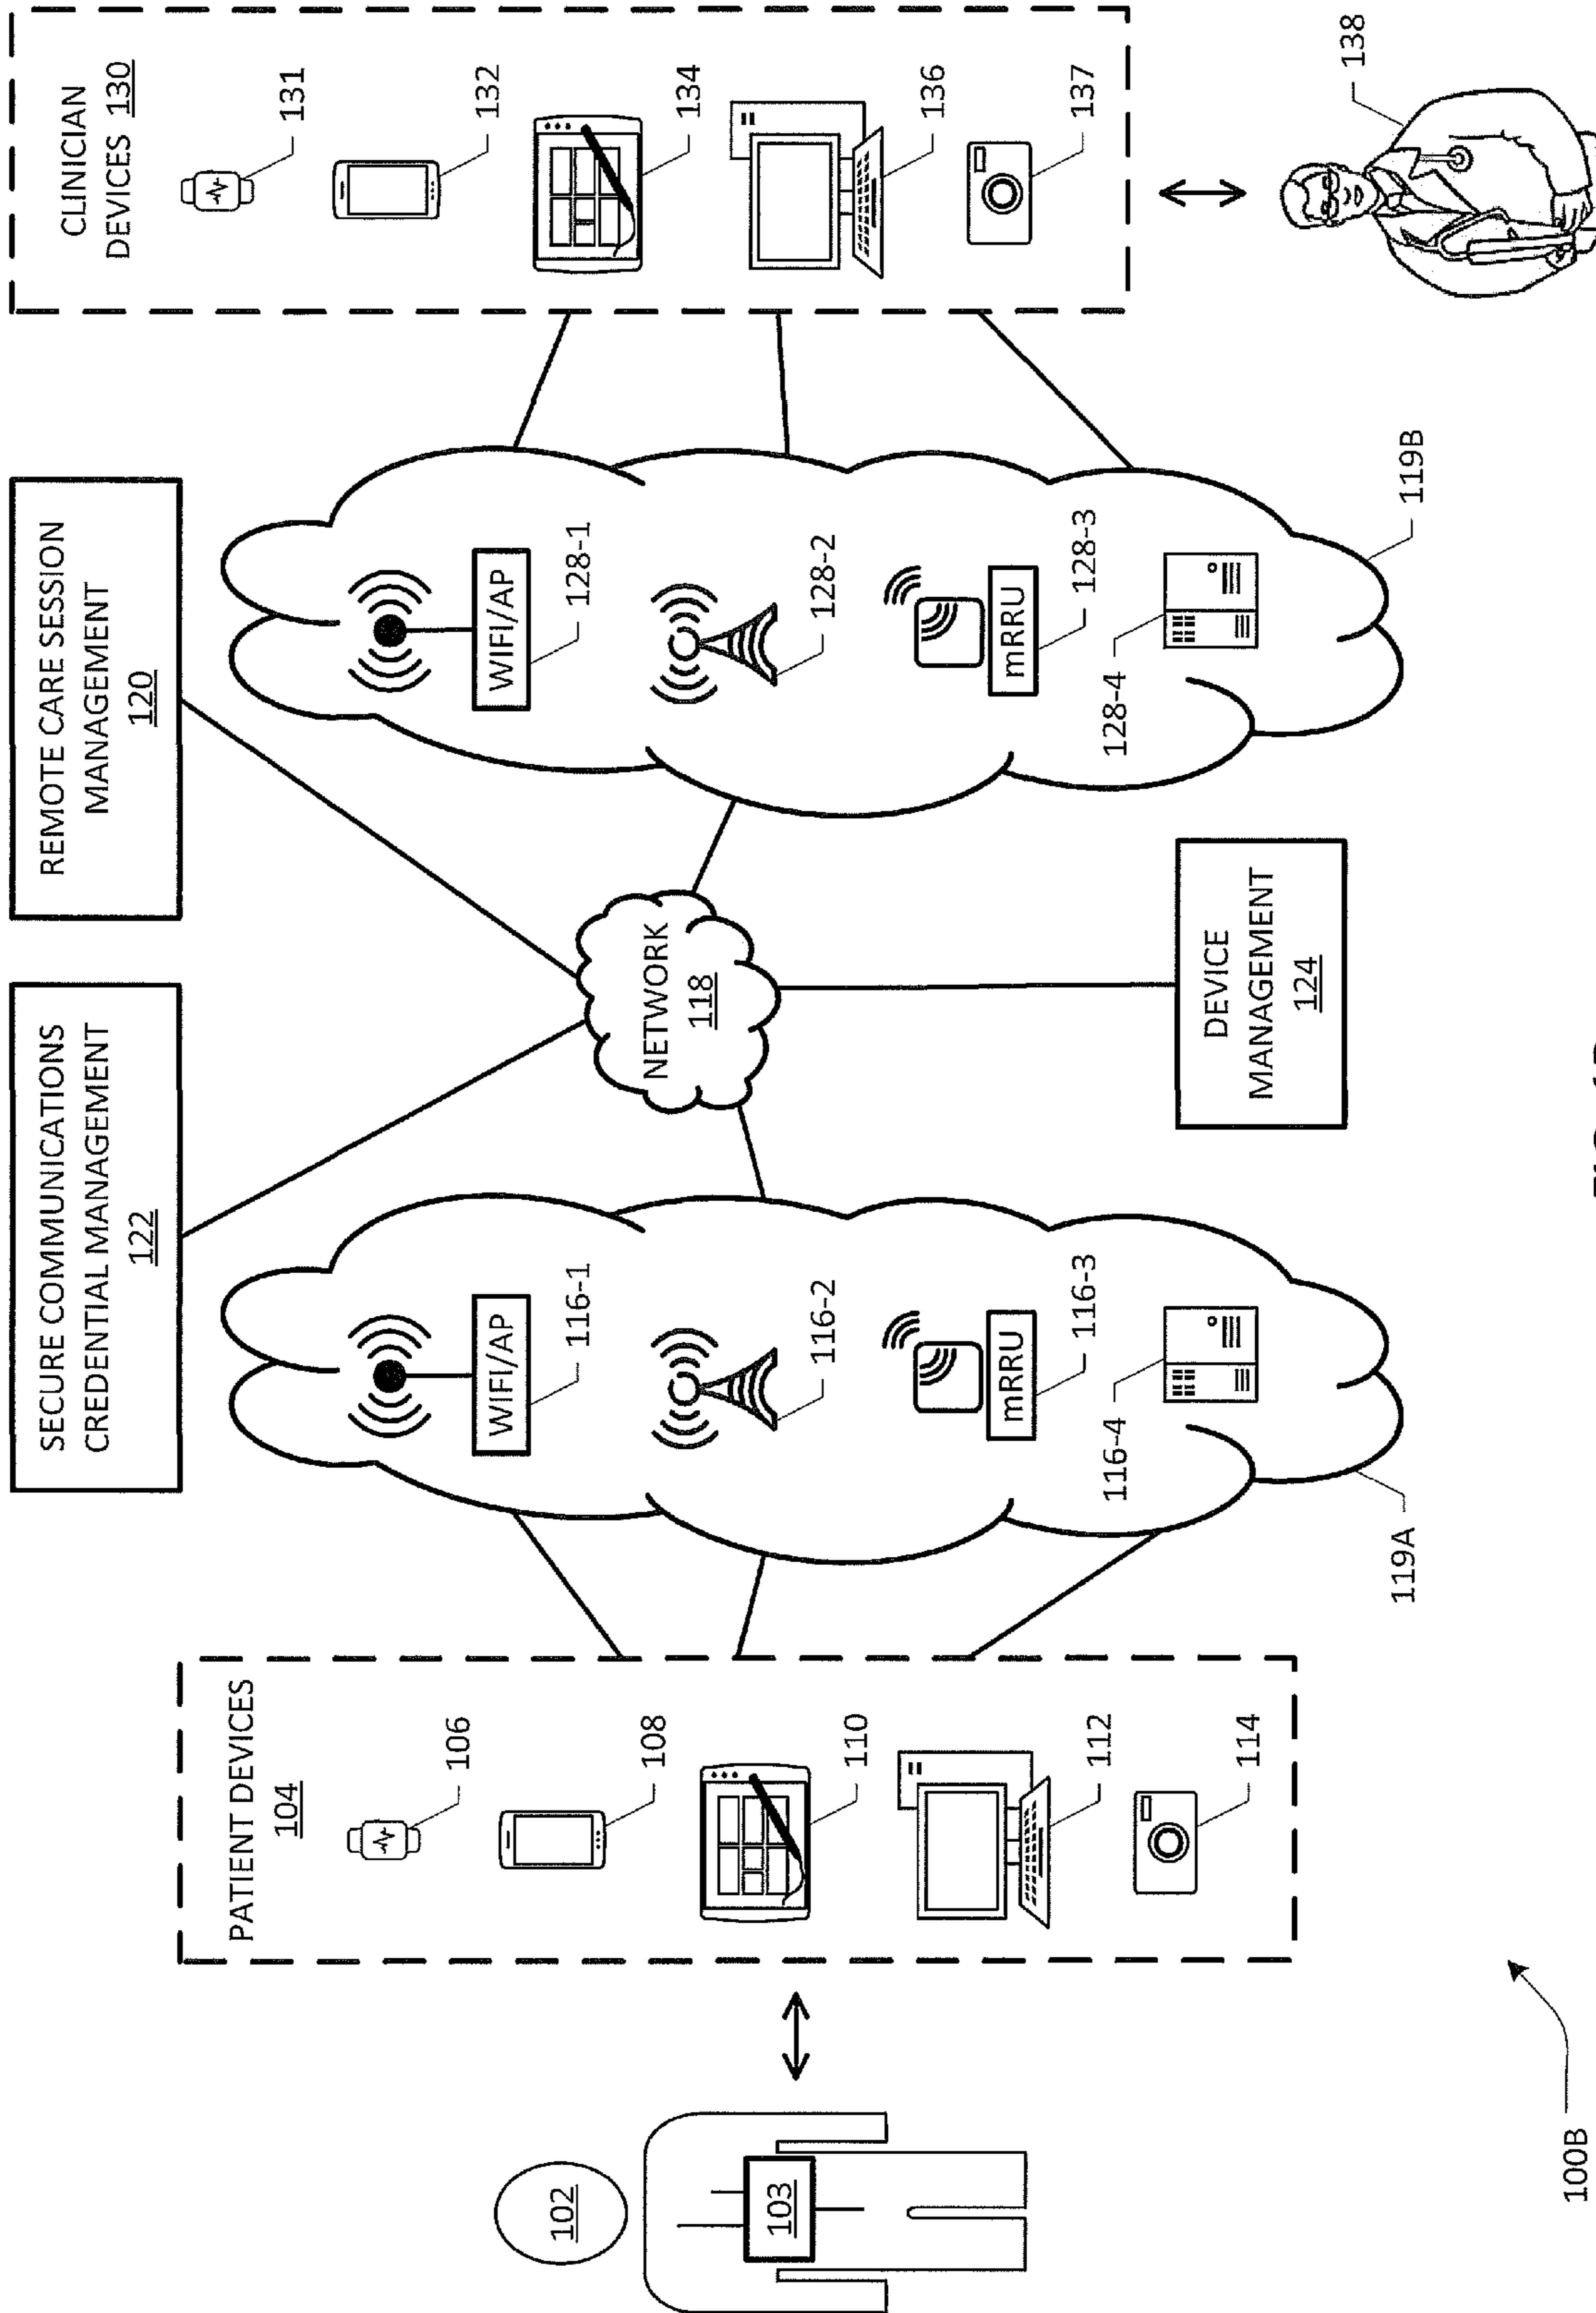 SECURE COMMUNICATIONS
CREDENTIAL MANAGEMENT
122
REMOTE CARE SESSION
MANAGEMENT
120
CLINICIAN
DEVICES 130
131
132
134
136
137
138
PATIENT DEVICES
104
106
108
110
112
114
102
103
WIFI/AP
116-1
116-2
mRRU
116-3
116-4
119A
NETWORK
118
WIFI/AP
128-1
128-2
mRRU
128-3
128-4
119B
DEVICE
MANAGEMENT
124
100B